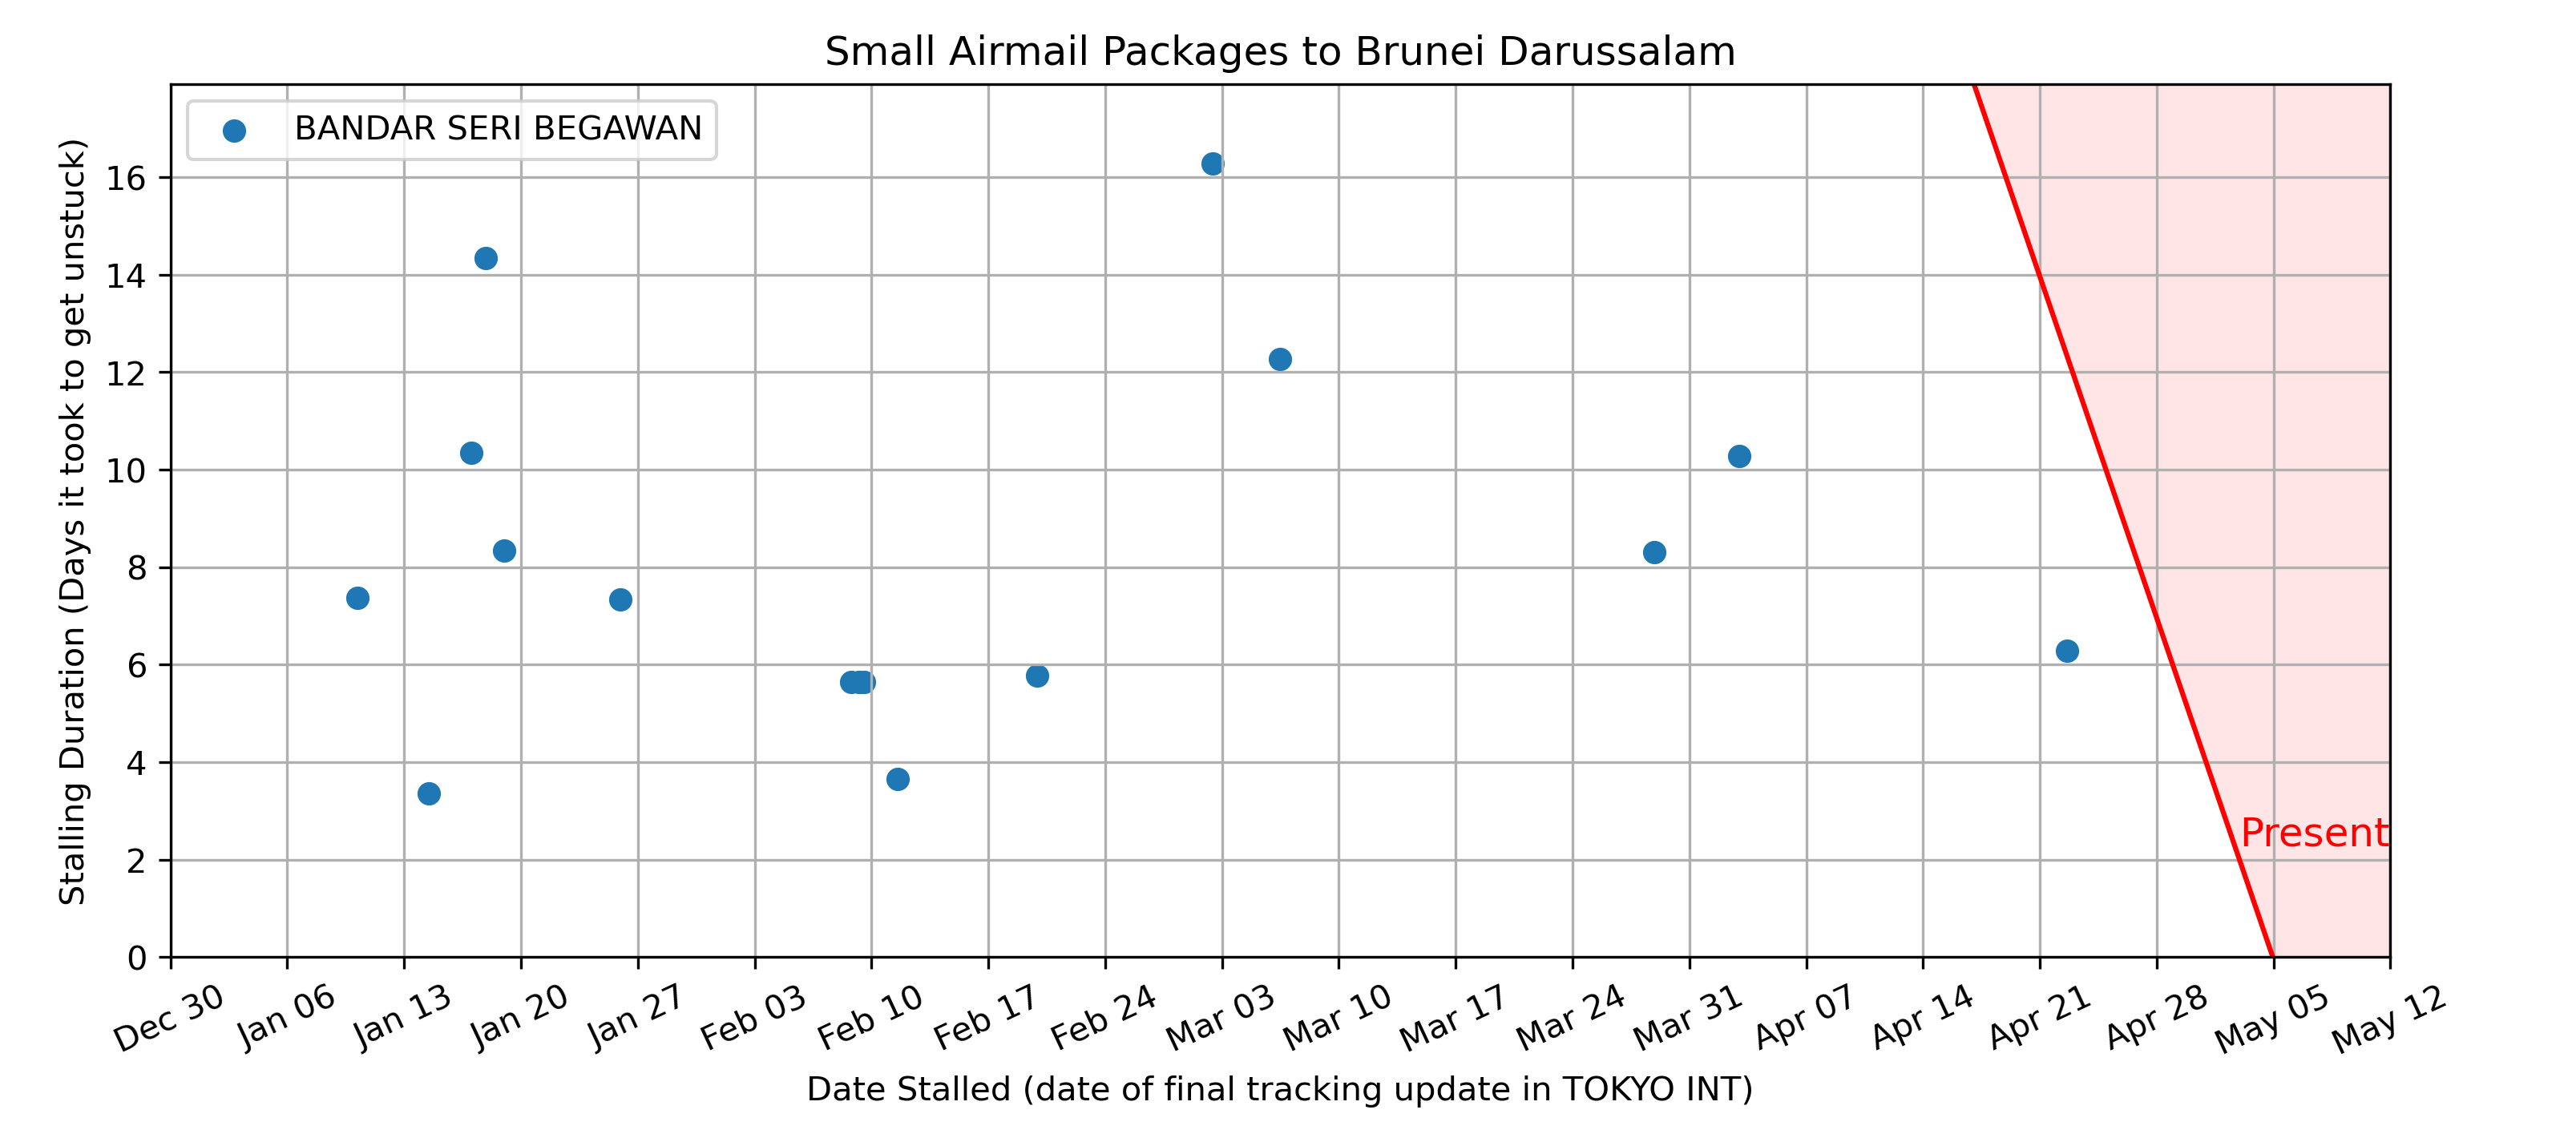 Small Airmail Packages to Brunei Darussalam
BANDAR SERI BEGAWAN
Stalling Duration (Days it took to get unstuck)
16
14
12
10
8
6
4
2
0
Present
Dec 30
Jan 06
Jan 13
Jan 20
Jan 27
Feb 03
Feb 10
Feb 17
Feb 24
Mar 03
Mar 10
Mar 17
Mar 24
Mar 31
Apr 07
Apr 14
Apr 21
Apr 28
May 05
May 12
Date Stalled (date of final tracking update in TOKYO INT)